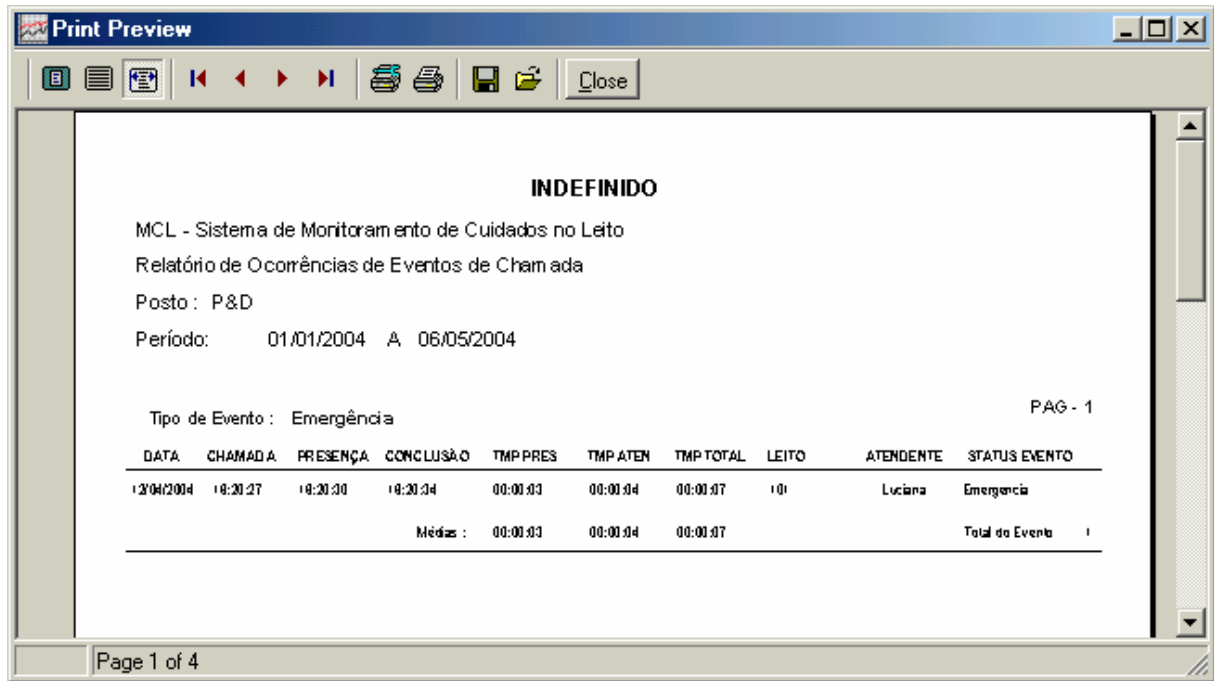 Print Preview
Close
INDEFINIDO
MCL - Sistema de Monitoramento de Cuidados no Leito
Relatório de Ocorrências de Eventos de Chamada
Posto : P&D
Período: 01/01/2004 A 06/05/2004
PAG - 1
Tipo de Evento : Emergência
DATA CHAMADA PRESENÇA CONCLUSÃO TMP PRES TMP ATEN TMP TOTAL LEITO ATENDENTE STATUS EVENTO
00:00:03 00:00:04 00:00:07 Luciana Emergencia
Médias : 00:00:03 00:00:04 00:00:07 Total do Evento
Page 1 of 4